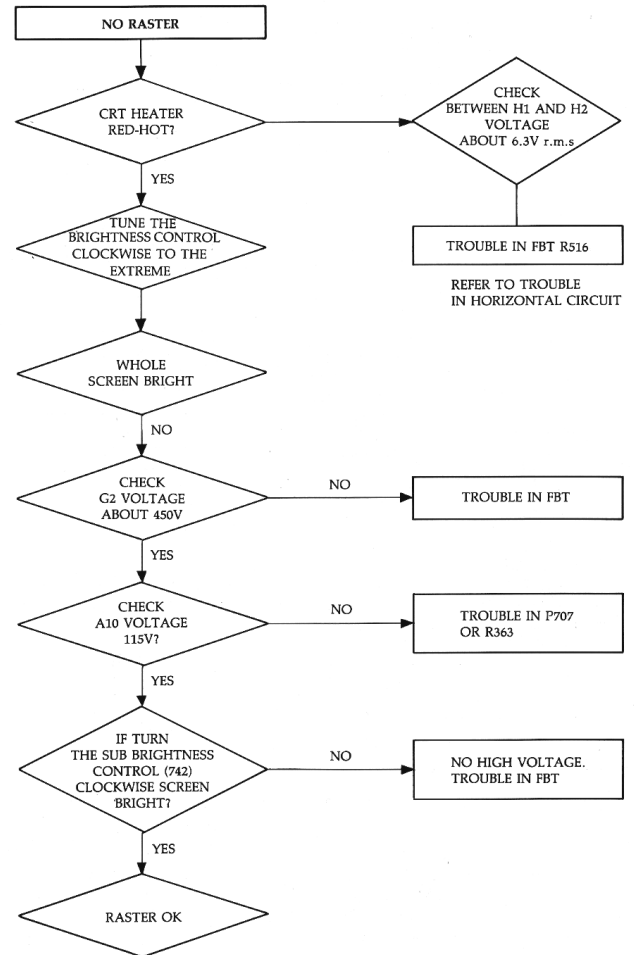 NO RASTER
CRT HEATER
RED-HOT?
CHECK
BETWEEN H1 AND H2
VOLTAGE
ABOUT 6.3V r.m.s
YES
TUNE THE
BRIGHTNESS CONTROL
CLOCKWISE TO THE
EXTREME
TROUBLE IN FBT R516
REFER TO TROUBLE
IN HORIZONTAL CIRCUIT
WHOLE
SCREEN BRIGHT
NO
CHECK
G2 VOLTAGE
ABOUT 450V
NO
TROUBLE IN FBT
YES
CHECK
A10 VOLTAGE
115V?
NO
TROUBLE IN P707
OR R363
YES
IF TURN
THE SUB BRIGHTNESS
CONTROL (742)
CLOCKWISE SCREEN
BRIGHT?
NO
NO HIGH VOLTAGE.
TROUBLE IN FBT
YES
RASTER OK